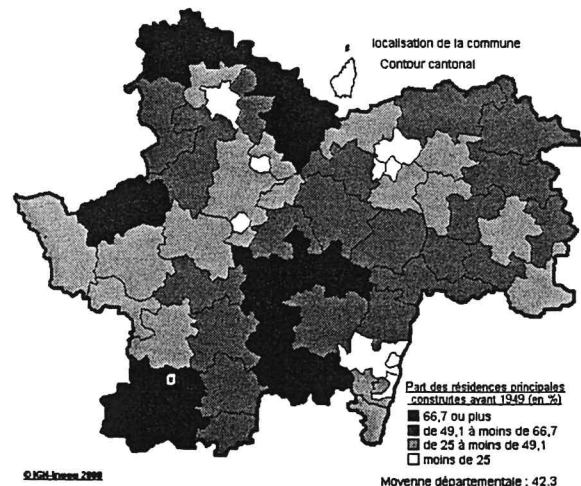 localisation de la commune
Contour cantonal
Part des résidences principales
construites avant 1949 (en %)
66,7 ou plus
de 49,1 à moins de 66,7
de 25 à moins de 49,1
moins de 25
© IGN-Insee 2000
Moyenne départementale : 42,3